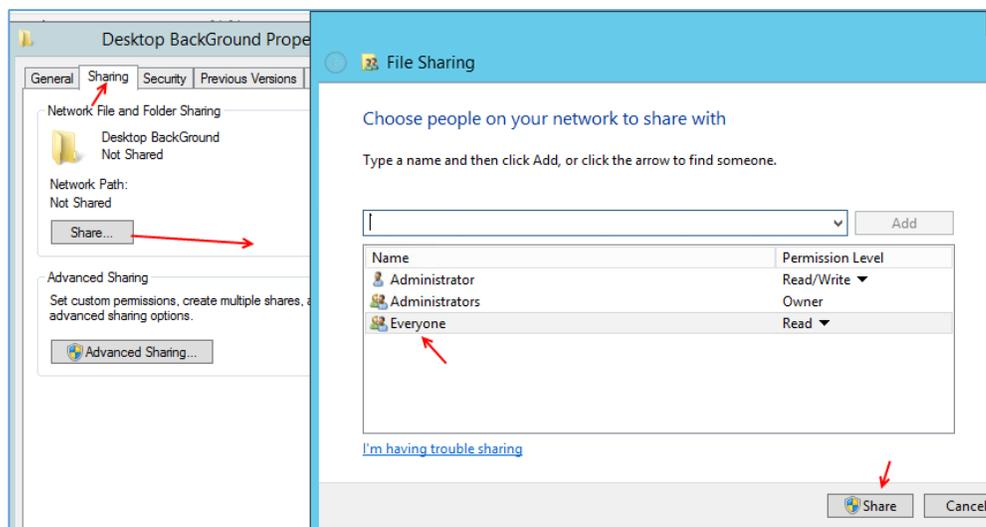 Desktop BackGround Prope
General
Sharing
Security
Previous Versions
Network File and Folder Sharing
Desktop BackGround
Not Shared
Network Path:
Not Shared
Share...
Advanced Sharing
Set custom permissions, create multiple shares, a
advanced sharing options.
Advanced Sharing...
File Sharing
Choose people on your network to share with
Type a name and then click Add, or click the arrow to find someone.
Add
Name Permission Level
Administrator Read/Write
Administrators Owner
Everyone Read
I'm having trouble sharing
Share
Cancel